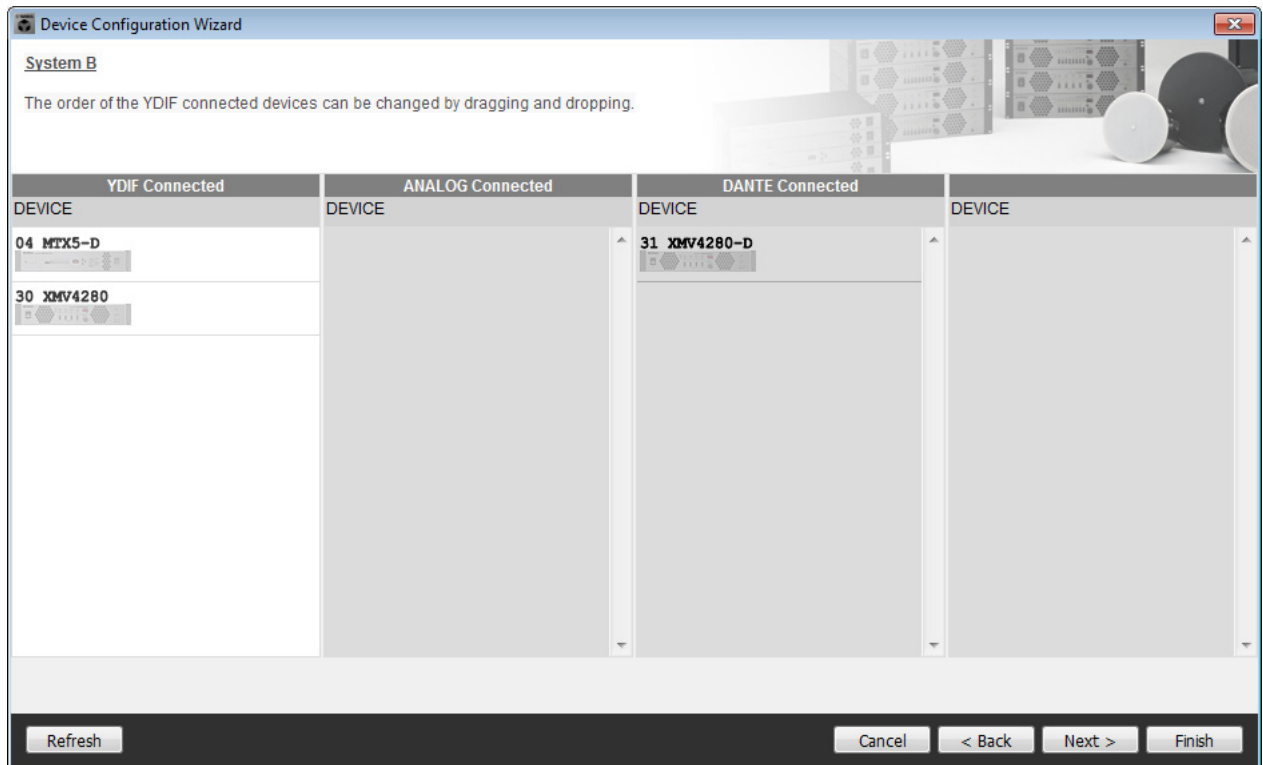 Device Configuration Wizard
System B
The order of the YDIF connected devices can be changed by dragging and dropping.
YDIF Connected
ANALOG Connected
DANTE Connected
DEVICE
DEVICE
DEVICE
DEVICE
04 MTX5-D
31 XMV4280-D
30 XMV4280
Refresh
Cancel
< Back
Next >
Finish